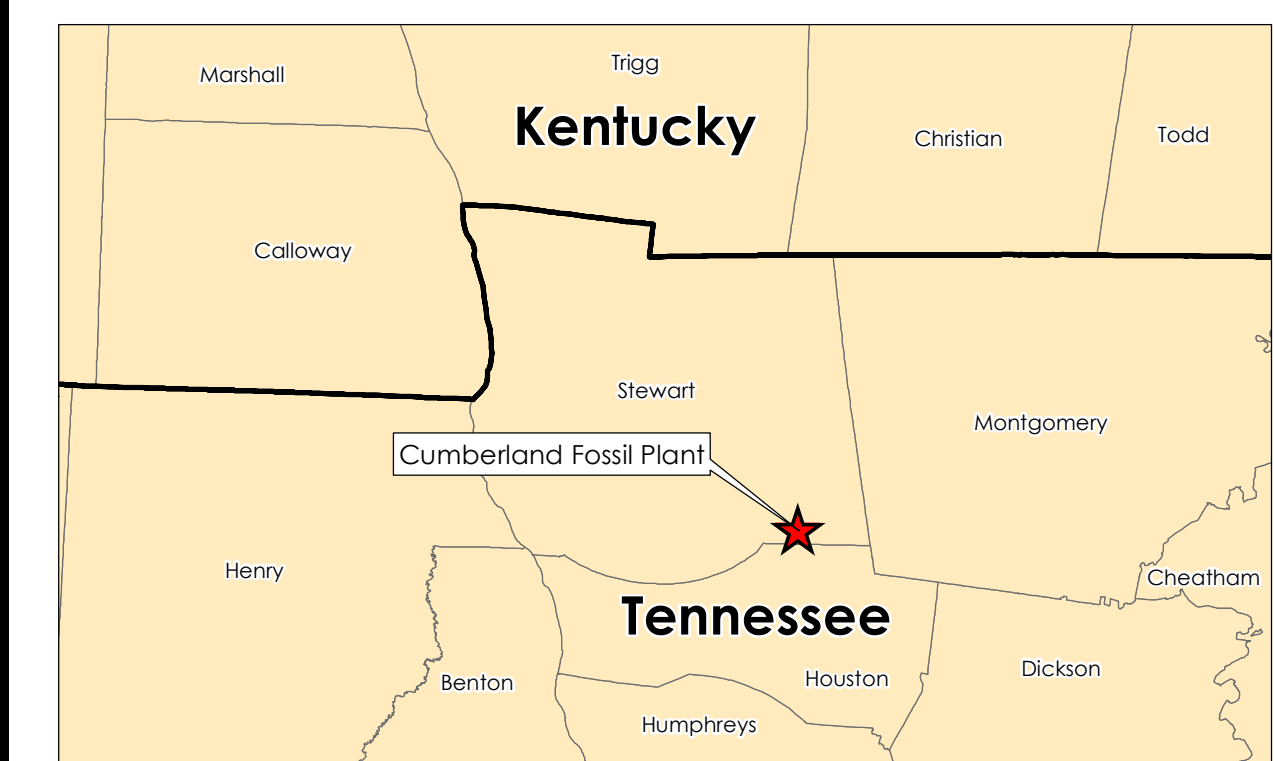 Trigg
Marshall
Kentucky
Christian
Todd
Calloway
Stewart
Montgomery
Cumberland Fossil Plant
Henry
Cheatham
Tennessee
Houston
Dickson
Benton
Humphreys